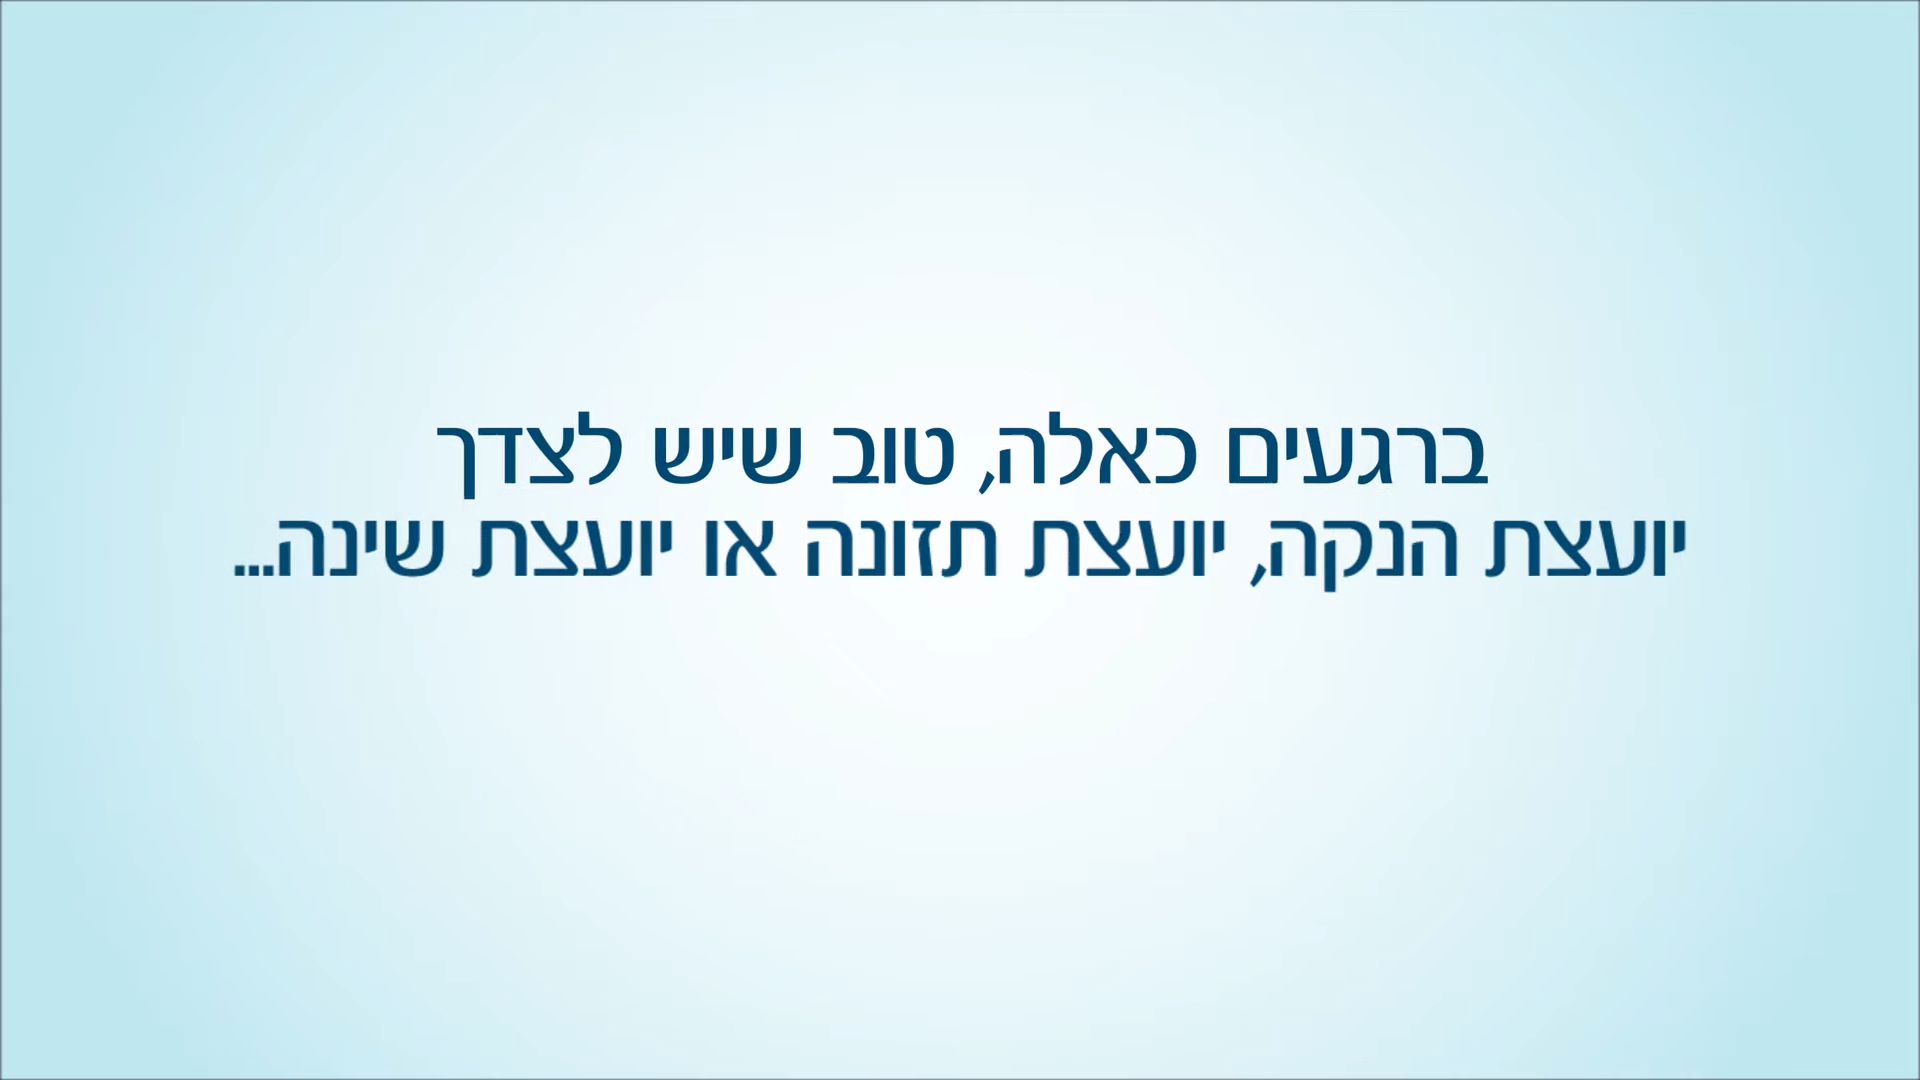 ברגעים כאלה, טוב שיש לצדך
יועצת הנקה, יועצת תזונה או יועצת שינה...